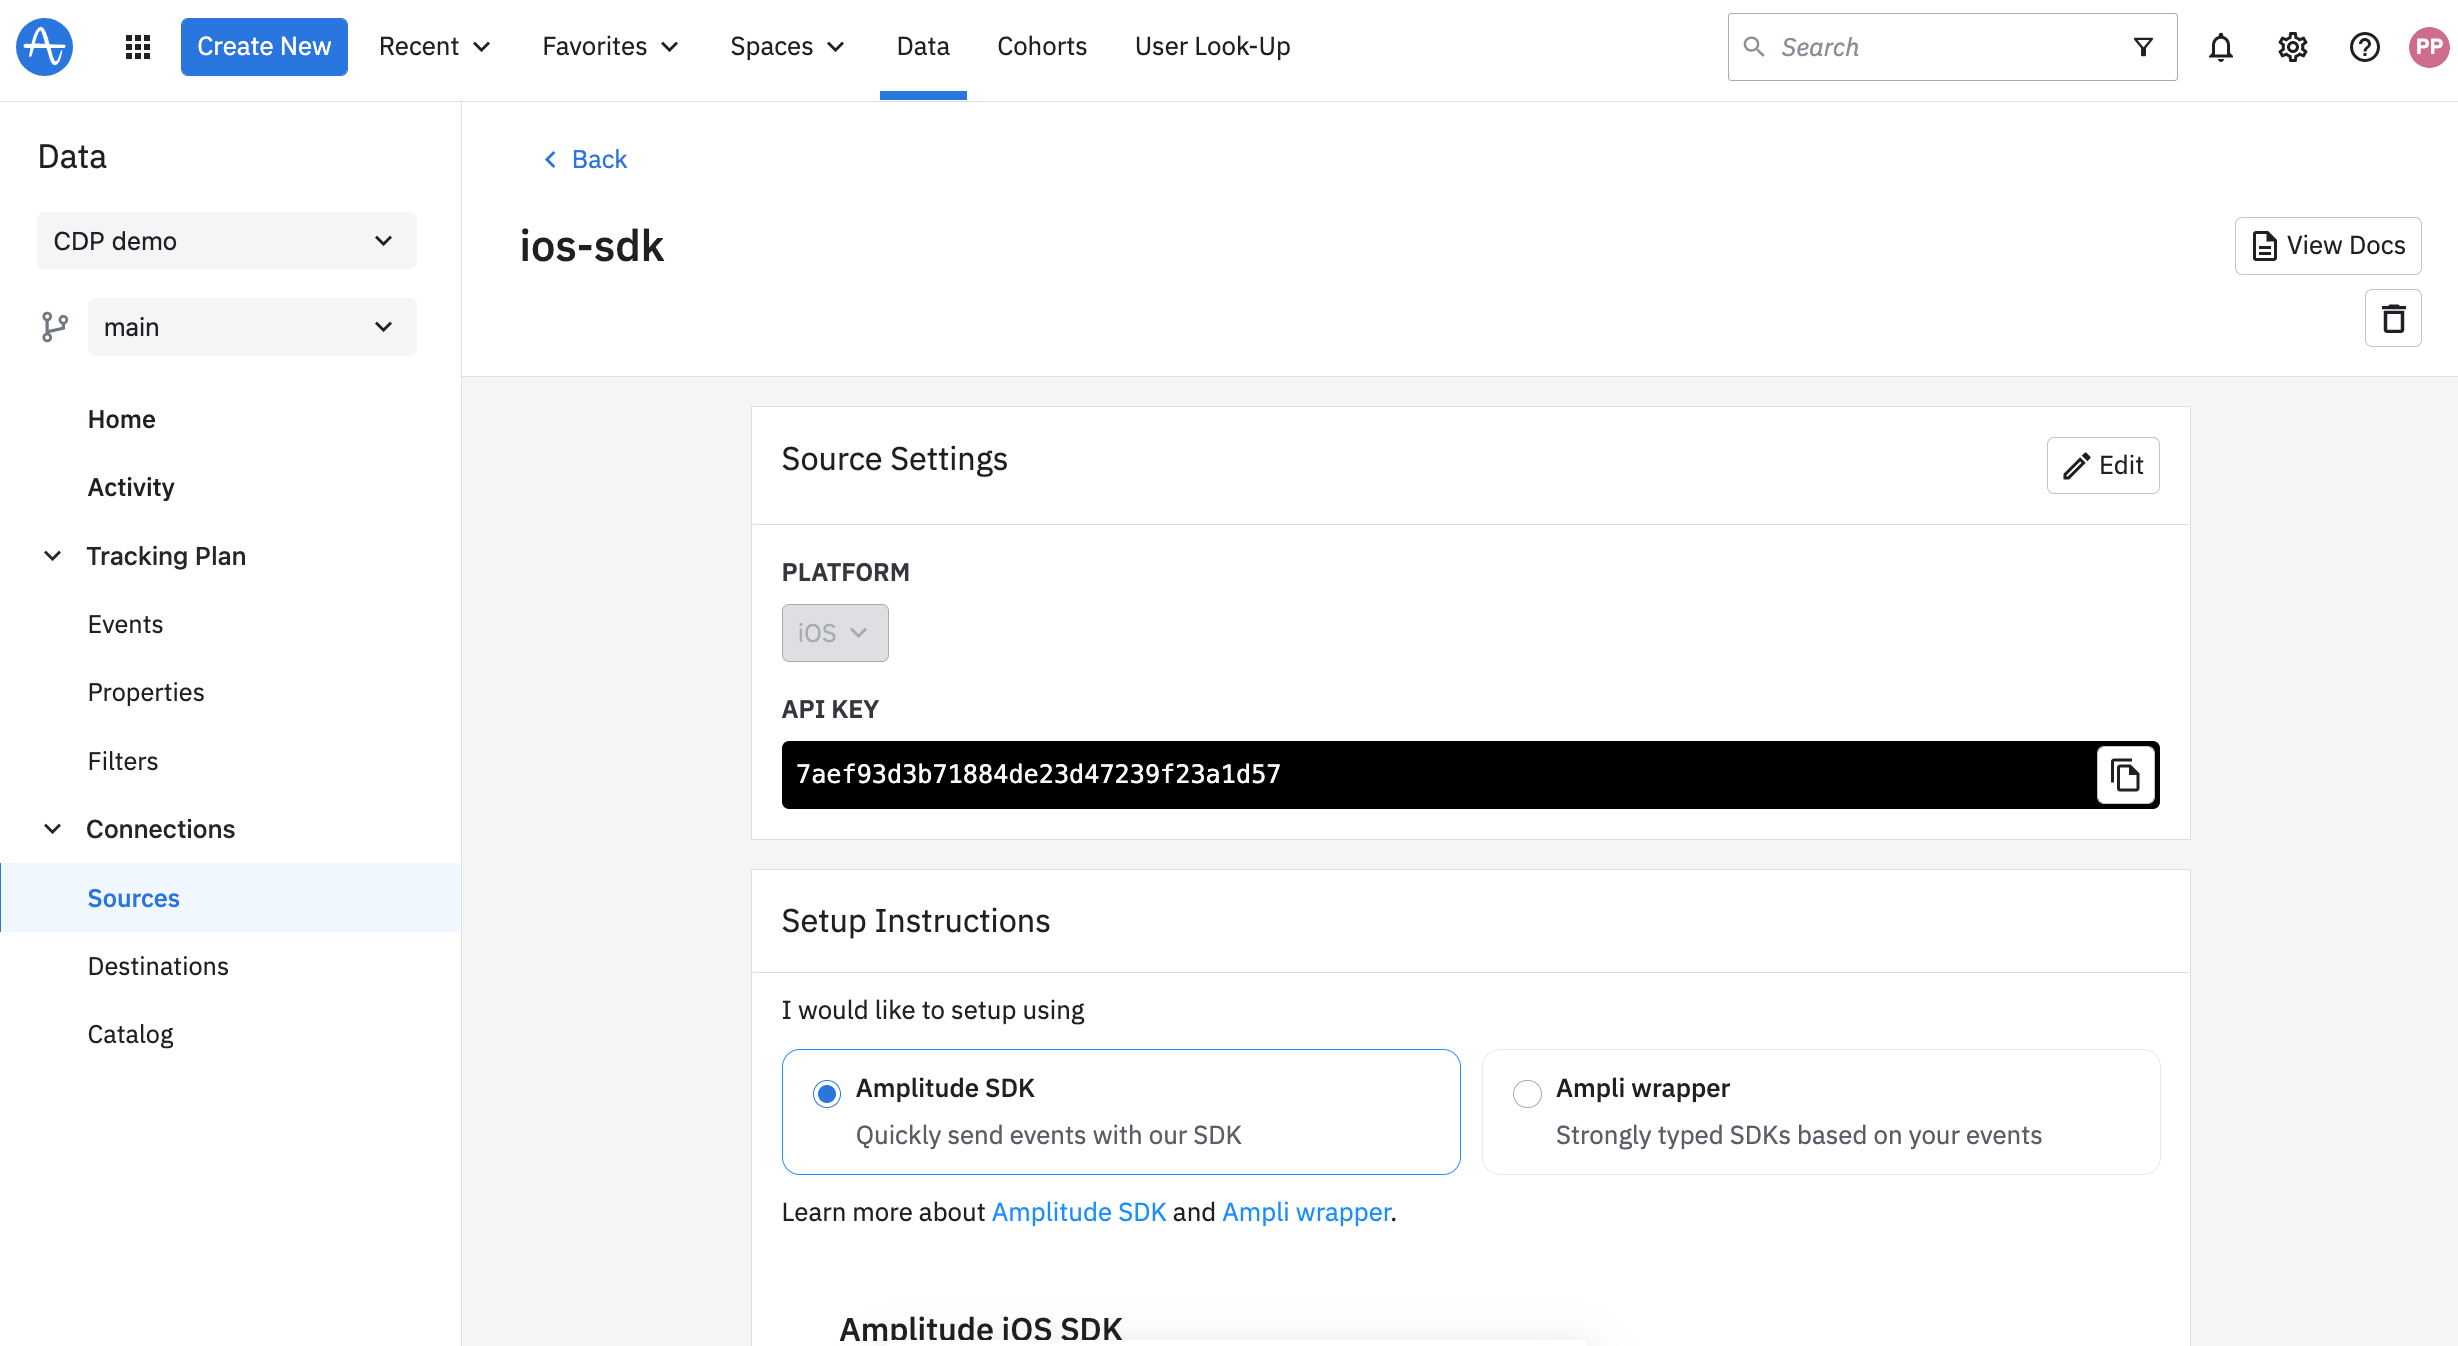 Create New
Recent
Favorites
Spaces
Data
Cohorts
User Look-Up
Search
PP
Data
CDP demo
main
Home
Activity
Tracking Plan
Events
Properties
Filters
Connections
Sources
Destinations
Catalog
Back
ios-sdk
View Docs
Source Settings
Edit
PLATFORM
iOS
API KEY
7aef93d3b71884de23d47239f23a1d57
Setup Instructions
I would like to setup using
Amplitude SDK
Quickly send events with our SDK
Ampli wrapper
Strongly typed SDKs based on your events
Learn more about Amplitude SDK and Ampli wrapper.
Amplitude iOS SDK